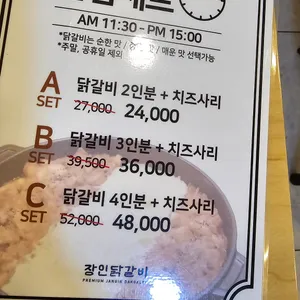 AM 11:30 - PM 15:00
*닭갈비는 순한 맛 / 매운 맛 선택가능
*주말, 공휴일 제외
A SET 닭갈비 2인분 + 치즈사리
27,000 24,000
B SET 닭갈비 3인분 + 치즈사리
39,500 36,000
C SET 닭갈비 4인분 + 치즈사리
52,000 48,000
장인닭갈비